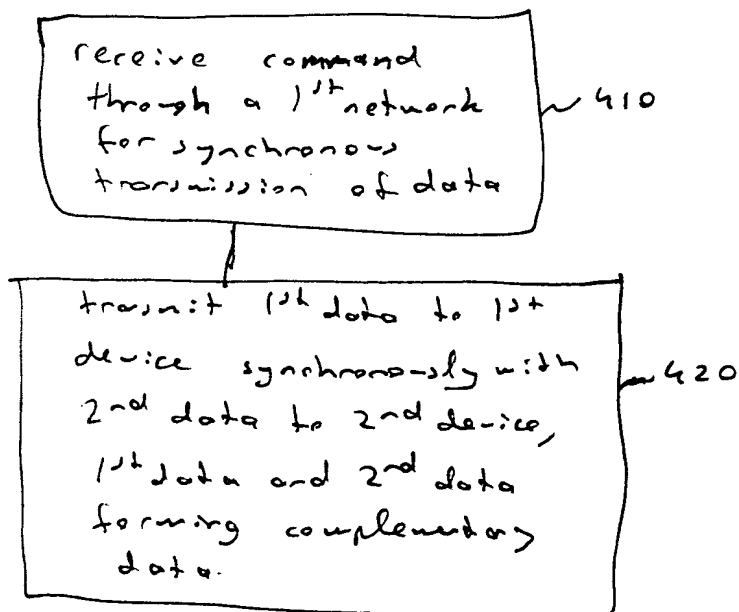 receive command
through a 1st network
for synchronous
transmission of data
410
transmit 1st data to 1st
device synchronously with
2nd data to 2nd device,
1st data and 2nd data
forming complementary
data.
420